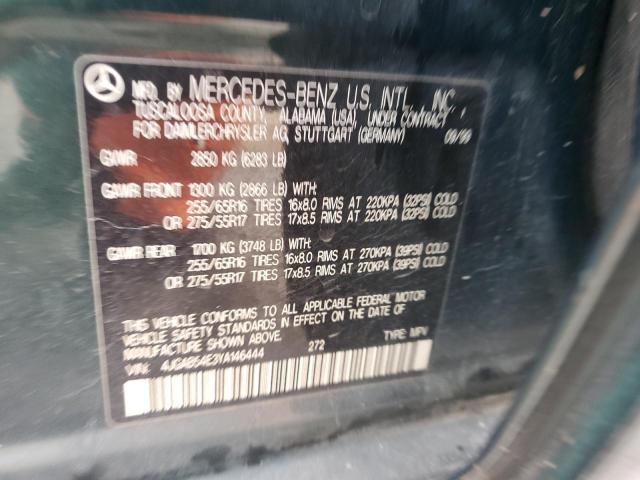 MFD. BY MERCEDES-BENZ U.S. INT'L., INC.
TUSCALOOSA COUNTY, ALABAMA (USA), UNDER CONTRACT
FOR DAIMLERCHRYSLER AG, STUTTGART (GERMANY) 09/99
GVWR 2850 KG (6283 LB)
GAWR FRONT 1300 KG (2866 LB) WITH:
255/65R16 TIRES 16x8.0 RIMS AT 220KPA (32PSI) COLD
OR 275/55R17 TIRES 17x8.5 RIMS AT 220KPA (32PSI) COLD
GAWR REAR 1700 KG (3748 LB) WITH:
255/65R16 TIRES 16x8.0 RIMS AT 270KPA (39PSI) COLD
OR 275/55R17 TIRES 17x8.5 RIMS AT 270KPA (39PSI) COLD
THIS VEHICLE CONFORMS TO ALL APPLICABLE FEDERAL MOTOR
VEHICLE SAFETY STANDARDS IN EFFECT ON THE DATE OF
MANUFACTURE SHOWN ABOVE. TYPE: MPV
VIN: 4JGAB54E3YA146444 272